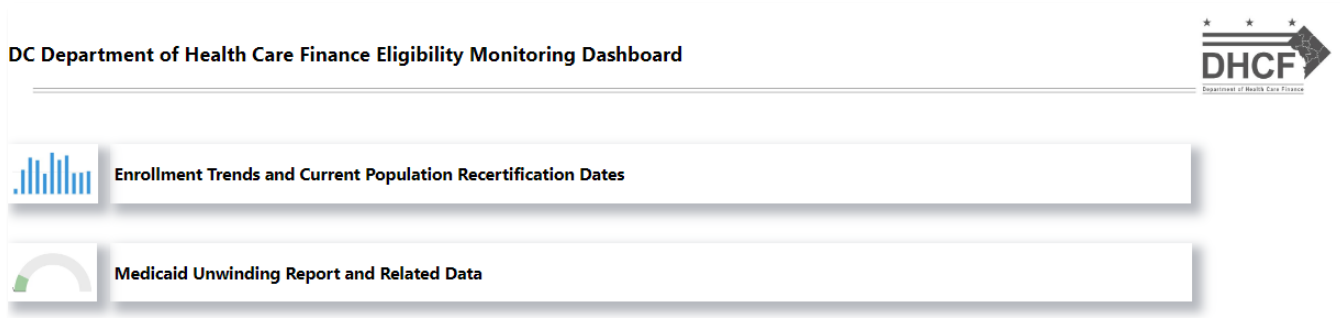 DC Department of Health Care Finance Eligibility Monitoring Dashboard
DHCF
Department of Health Care Finance
Enrollment Trends and Current Population Recertification Dates
Medicaid Unwinding Report and Related Data